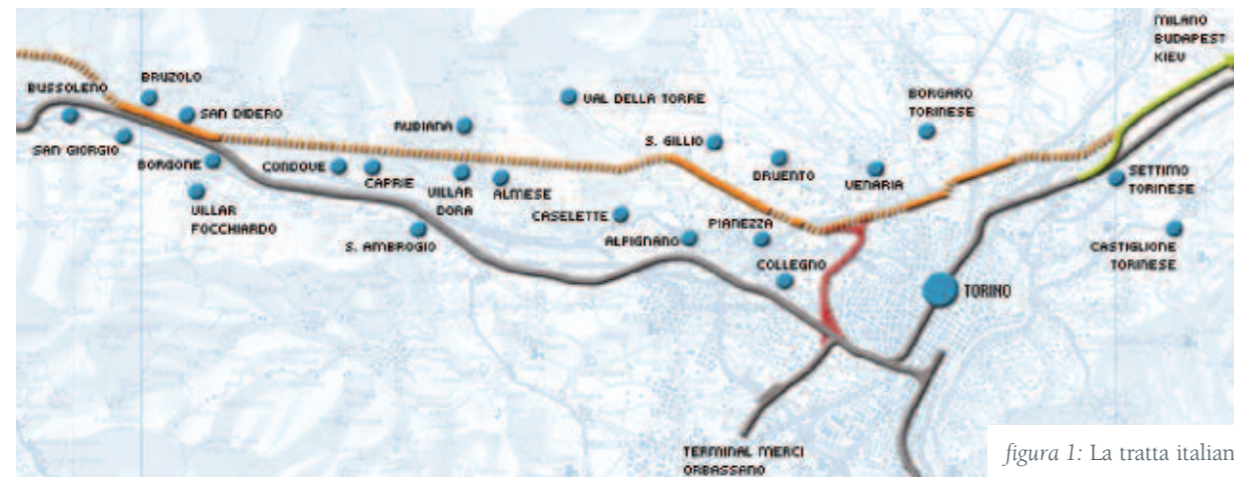 MILANO
BUDAPEST
KIEV
BUSSOLENO
BRUZOLO
SAN DIDERO
SAN GIORGIO
BORGONE
VILLAR
FOCCHIARDO
CONDOVE
CAPRIE
RUBIANA
VILLAR
DORA
ALMESE
S. AMBROGIO
VAL DELLA TORRE
CASELETTE
S. GILLIO
ALPIGNANO
PIANEZZA
DRUENTO
COLLEGNO
VENARIA
BORGARO
TORINESE
SETTIMO
TORINESE
CASTIGLIONE
TORINESE
TORINO
TERMINAL MERCI
ORBASSANO
figura 1: La tratta italian